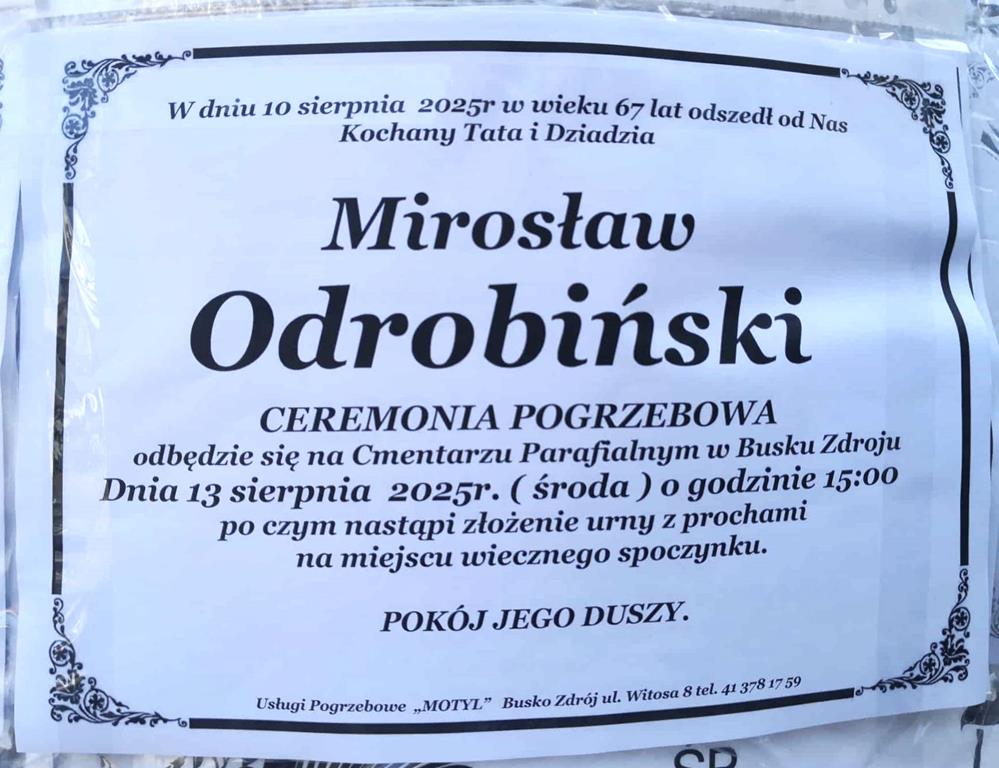 W dniu 10 sierpnia 2025r w wieku 67 lat odszedł od Nas
Kochany Tata i Dziadzia
Mirosław
Odrobiński
CEREMONIA POGRZEBOWA
odbędzie się na Cmentarzu Parafialnym w Busku Zdroju
Dnia 13 sierpnia 2025r. ( środa ) o godzinie 15:00
po czym nastąpi złożenie urny z prochami
na miejscu wiecznego spoczynku.
POKÓJ JEGO DUSZY.
Usługi Pogrzebowe „MOTYL” Busko Zdrój ul. Witosa 8 tel. 41 378 17 59